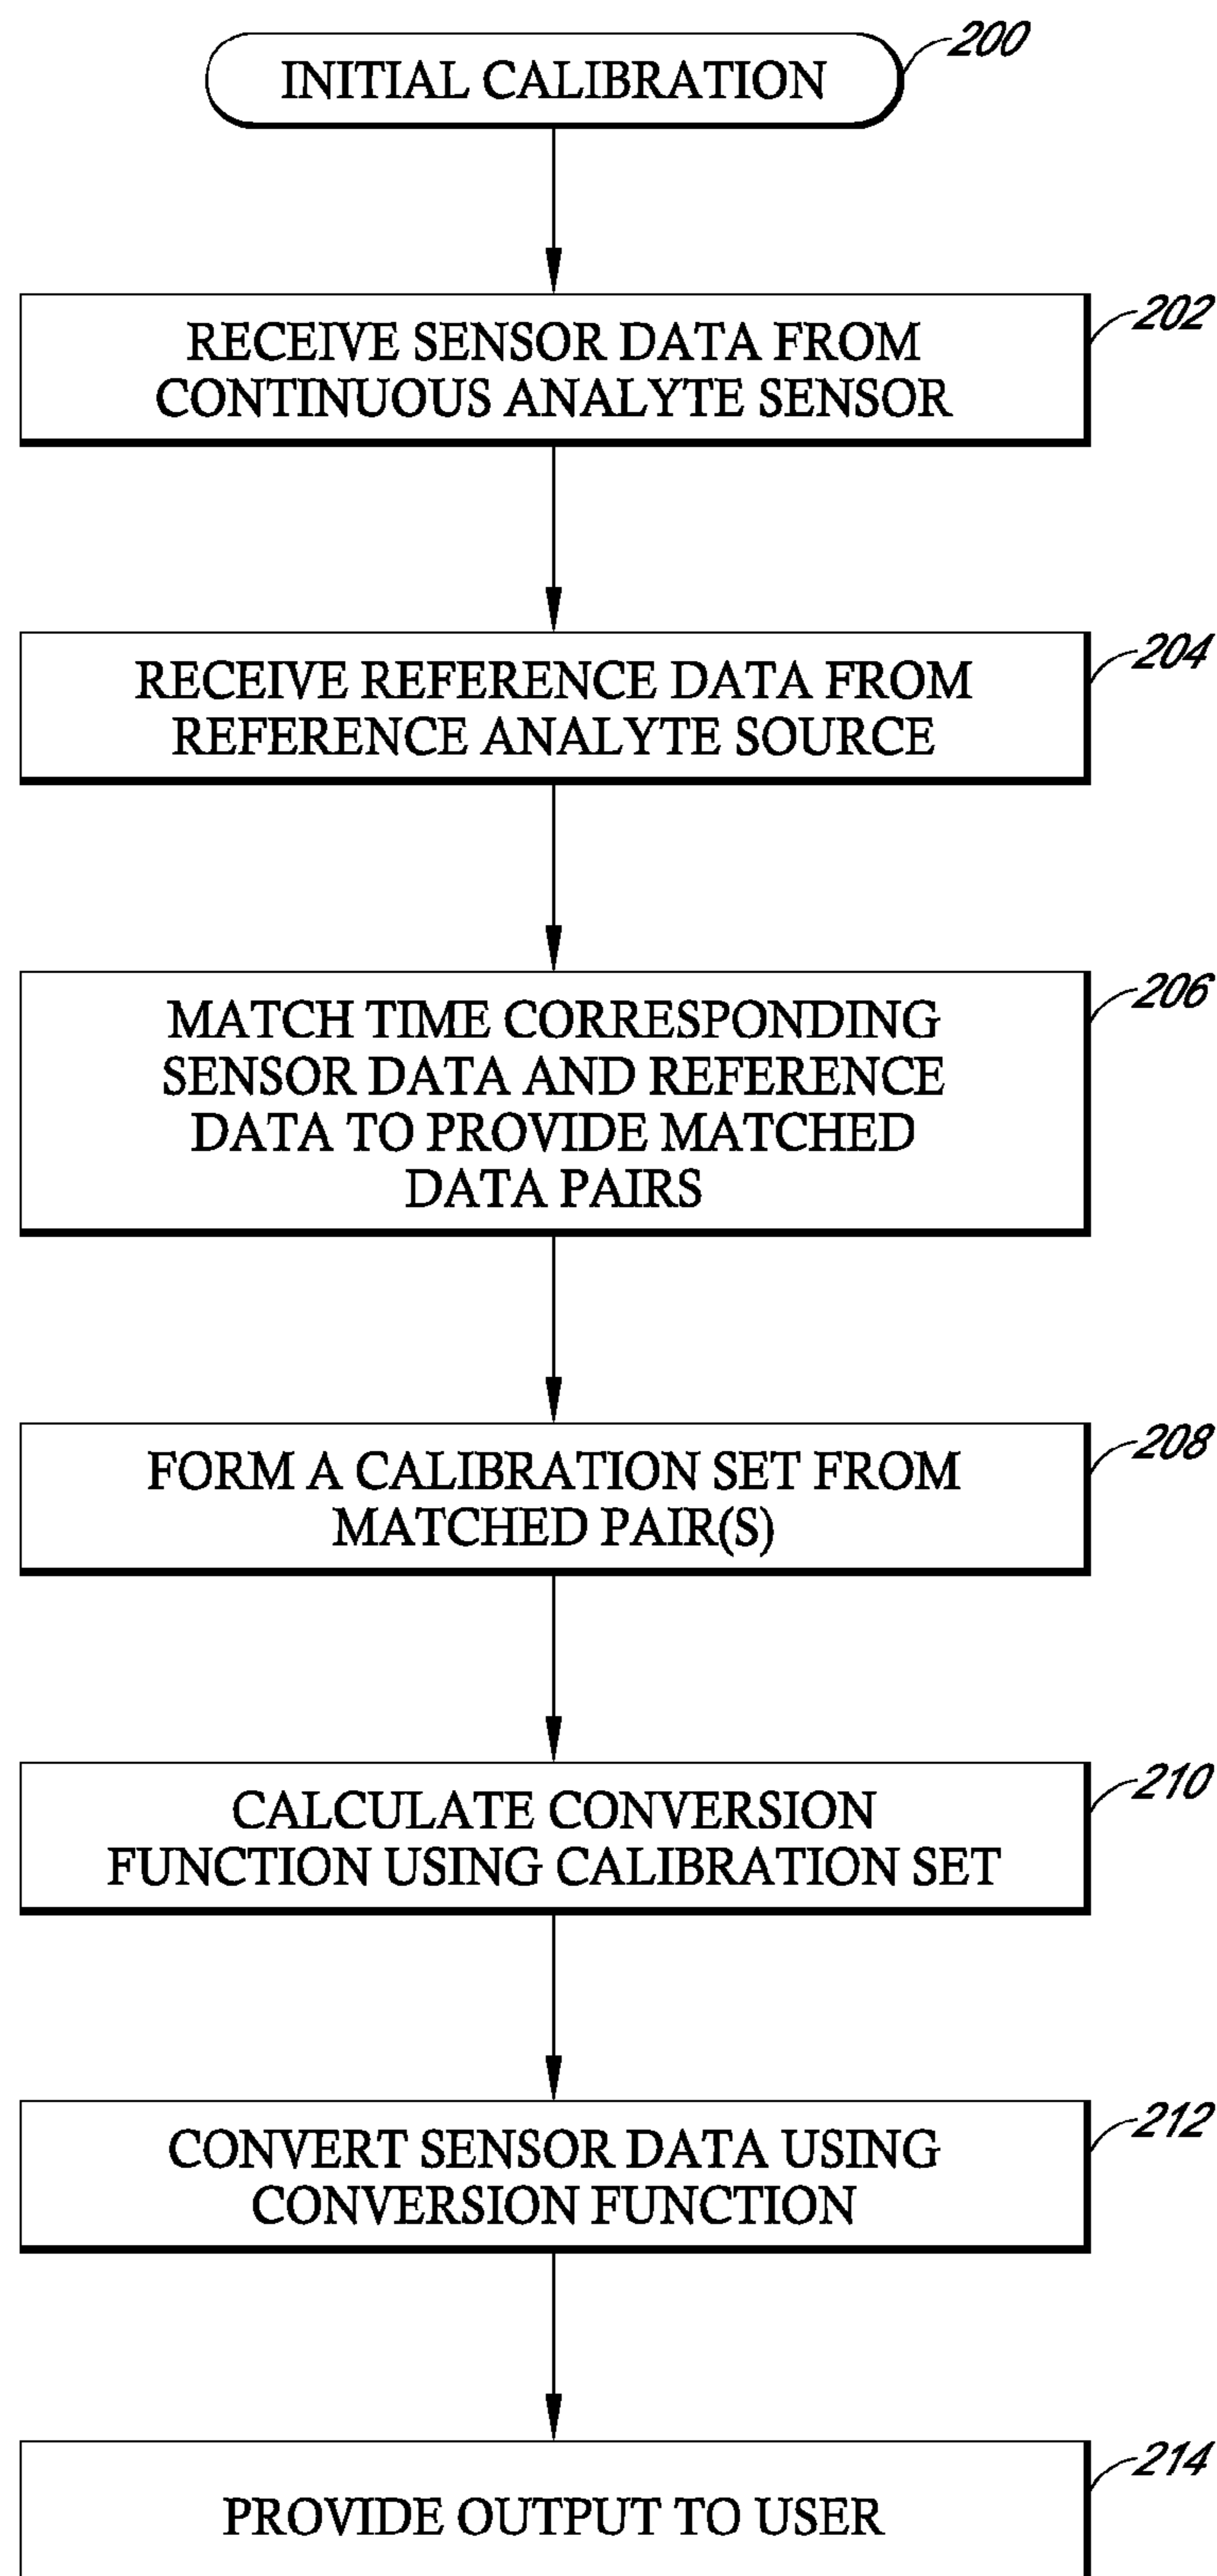 200
INITIAL CALIBRATION
202
RECEIVE SENSOR DATA FROM
CONTINUOUS ANALYTE SENSOR
204
RECEIVE REFERENCE DATA FROM
REFERENCE ANALYTE SOURCE
206
MATCH TIME CORRESPONDING
SENSOR DATA AND REFERENCE
DATA TO PROVIDE MATCHED
DATA PAIRS
208
FORM A CALIBRATION SET FROM
MATCHED PAIR(S)
210
CALCULATE CONVERSION
FUNCTION USING CALIBRATION SET
212
CONVERT SENSOR DATA USING
CONVERSION FUNCTION
214
PROVIDE OUTPUT TO USER